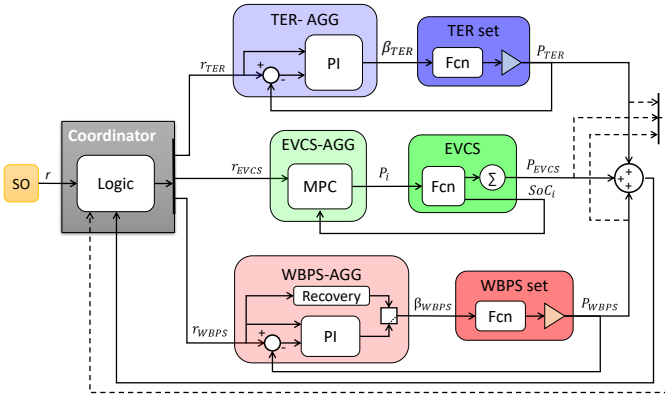 TER- AGG
TER set
r_TER
+
-
PI
β_TER
Fcn
P_TER
Coordinator
SO
r
Logic
EVCS-AGG
EVCS
r_EVCS
MPC
P_i
Fcn
Σ
P_EVCS
SoC_i
+
+
+
WBPS-AGG
WBPS set
Recovery
r_WBPS
+
-
PI
β_WBPS
Fcn
P_WBPS